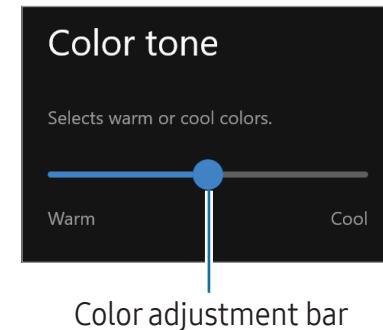 Color tone
Selects warm or cool colors.
Warm Cool
Color adjustment bar